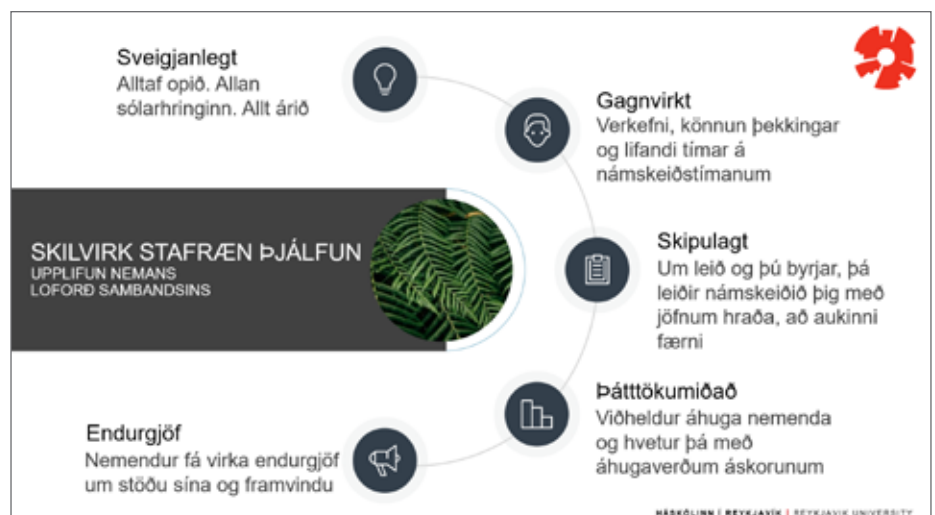 Sveigjanlegt
Alltaf opið. Allan
sólarhringinn. Allt árið
Gagnvirkt
Verkefni, könnun þekkingar
og lifandi tímar á
námskeiðstímanum
SKILVIRK STAFRÆN ÞJÁLFUN
UPPLIFUN NEMANS
LOFORÐ SAMBANDSINS
Skipulagt
Um leið og þú byrjar, þá
leiðir námskeiðið þig með
jöfnum hraða, að aukinni
færni
Þátttökumiðað
Viðheldur áhuga nemenda
og hvetur þá með
áhugaverðum áskorunum
Endurgjöf
Nemendur fá virka endurgjöf
um stöðu sína og framvindu
HÁSKÓLINN Í REYKJAVÍK | REYKJAVIK UNIVERSITY